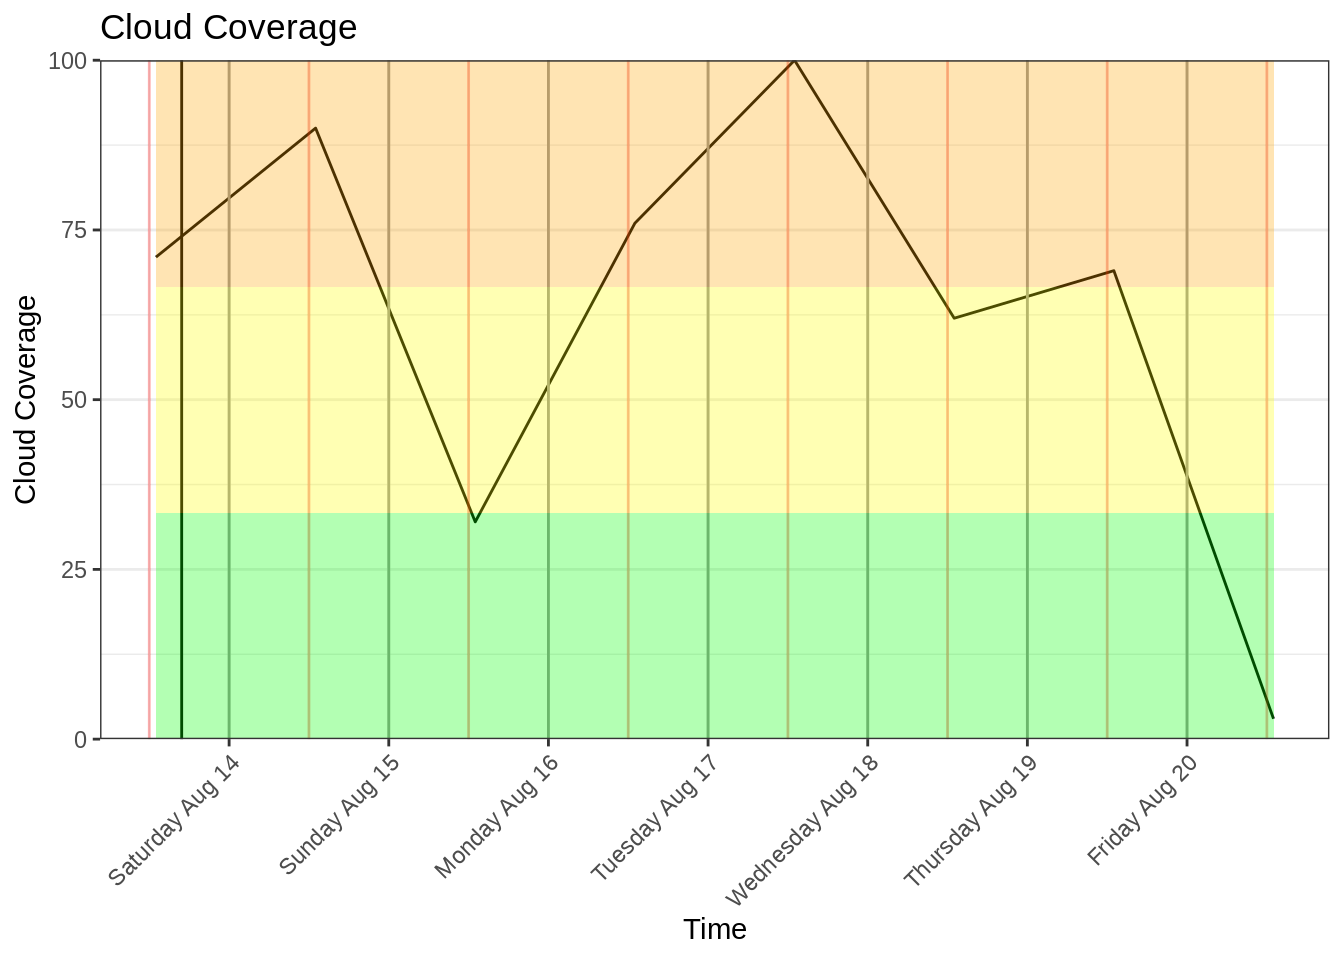 Cloud Coverage
100
75
50
25
0
Cloud Coverage
Saturday Aug 14
Sunday Aug 15
Monday Aug 16
Tuesday Aug 17
Wednesday Aug 18
Thursday Aug 19
Friday Aug 20
Time